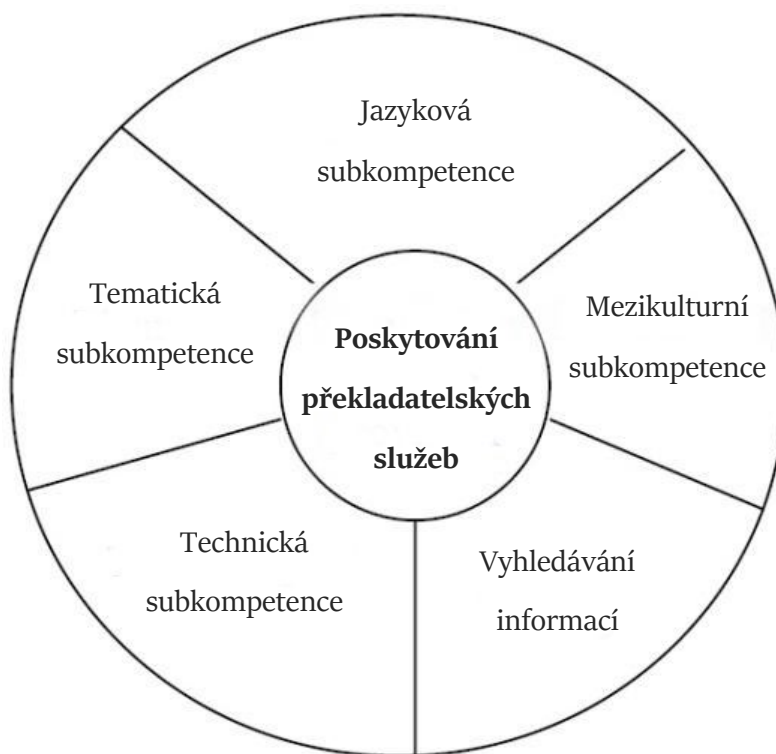 Jazyková
subkompetence
Tematická
subkompetence
Mezikulturní
subkompetence
Poskytování
překladatelských
služeb
Technická
subkompetence
Vyhledávání
informací